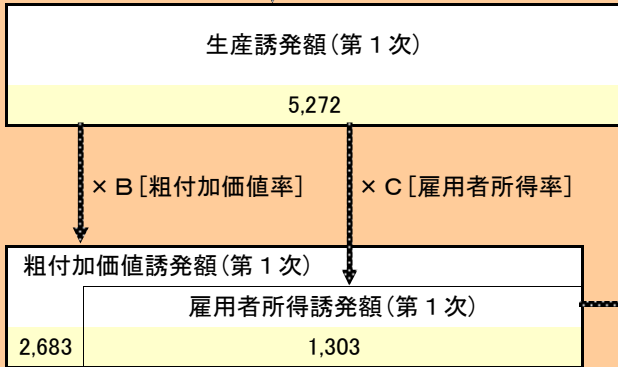 生産誘発額(第1次)
5,272
×B[粗付加価値率]
×C[雇用者所得率]
粗付加価値誘発額(第1次)
雇用者所得誘発額(第1次)
2,683
1,303